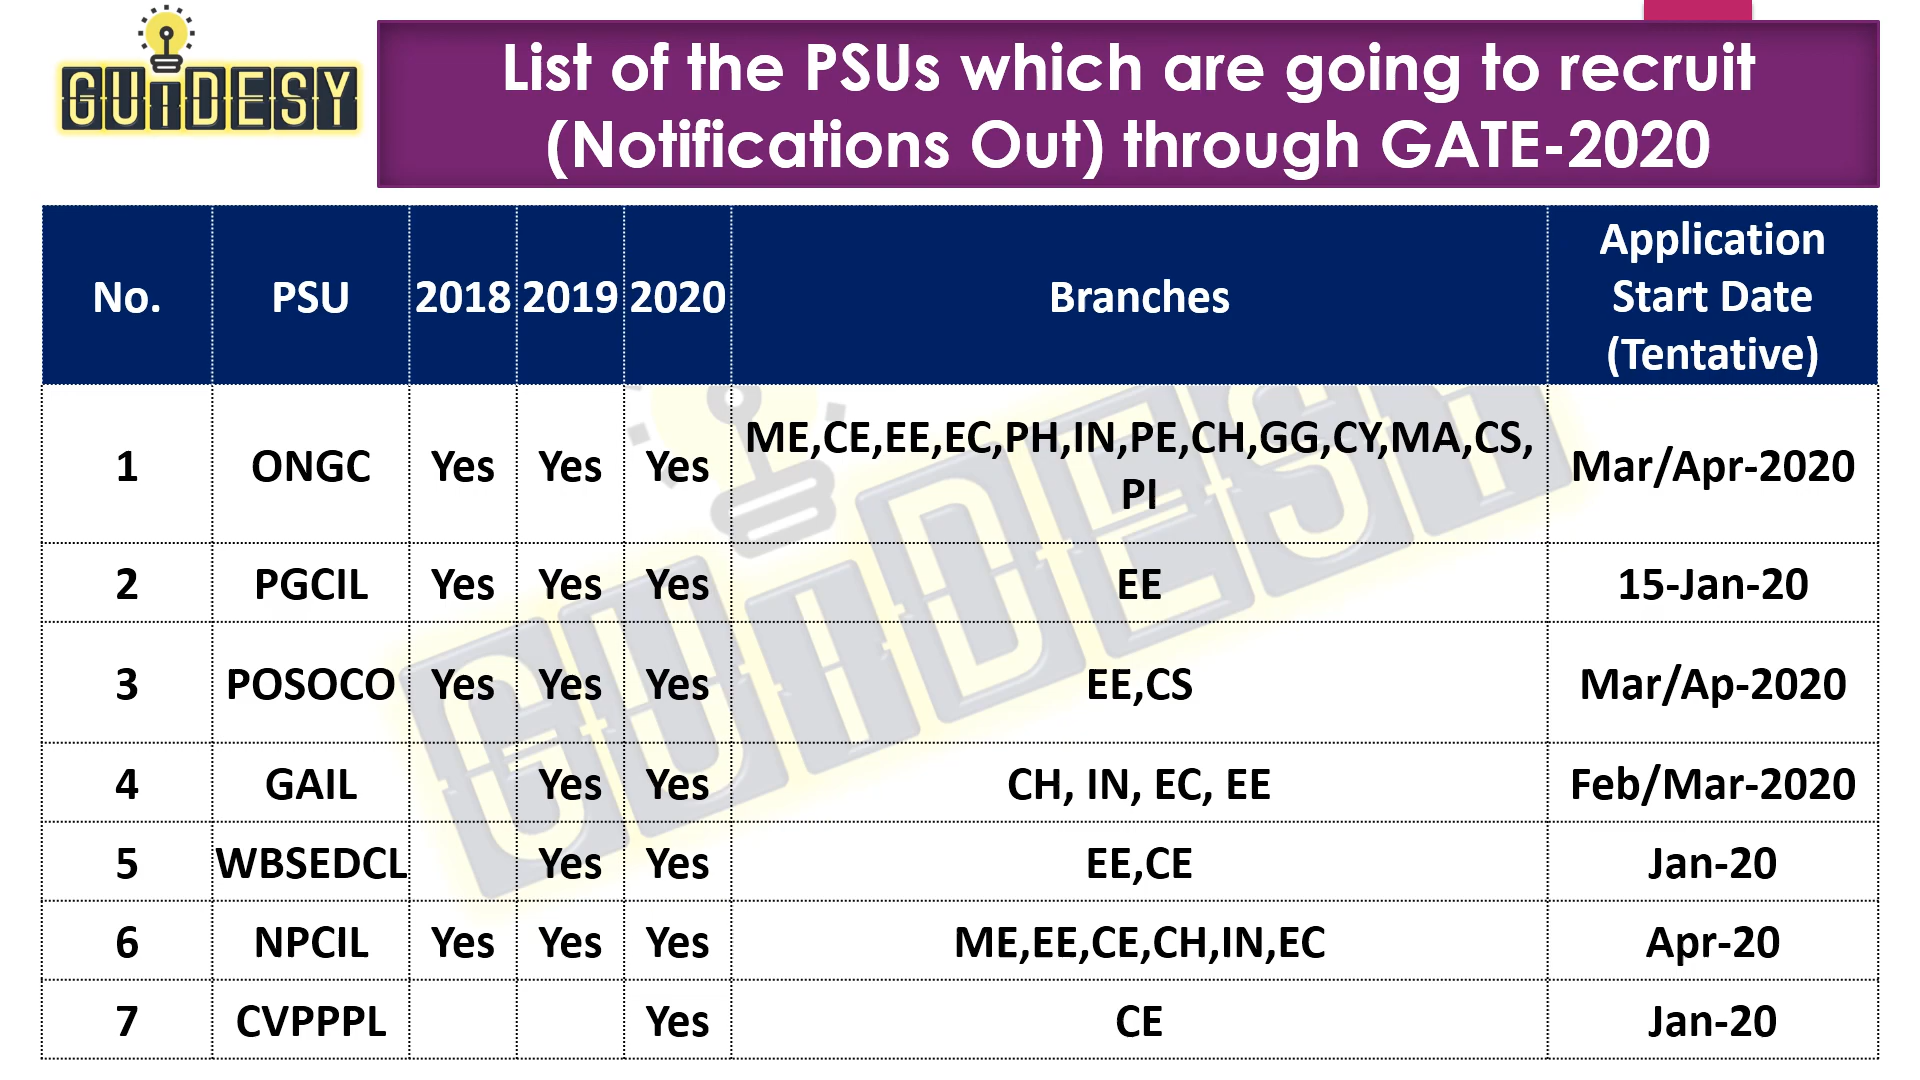 GUiDESY
List of the PSUs which are going to recruit
(Notifications Out) through GATE-2020
No. PSU 2018 2019 2020 Branches Application Start Date (Tentative)
1 ONGC Yes Yes Yes ME,CE,EE,EC,PH,IN,PE,CH,GG,CY,MA,CS,
PI Mar/Apr-2020
2 PGCIL Yes Yes Yes EE 15-Jan-20
3 POSOCO Yes Yes Yes EE,CS Mar/Ap-2020
4 GAIL Yes Yes CH, IN, EC, EE Feb/Mar-2020
5 WBSEDCL Yes Yes EE,CE Jan-20
6 NPCIL Yes Yes Yes ME,EE,CE,CH,IN,EC Apr-20
7 CVPPPL Yes CE Jan-20
GUiDESY